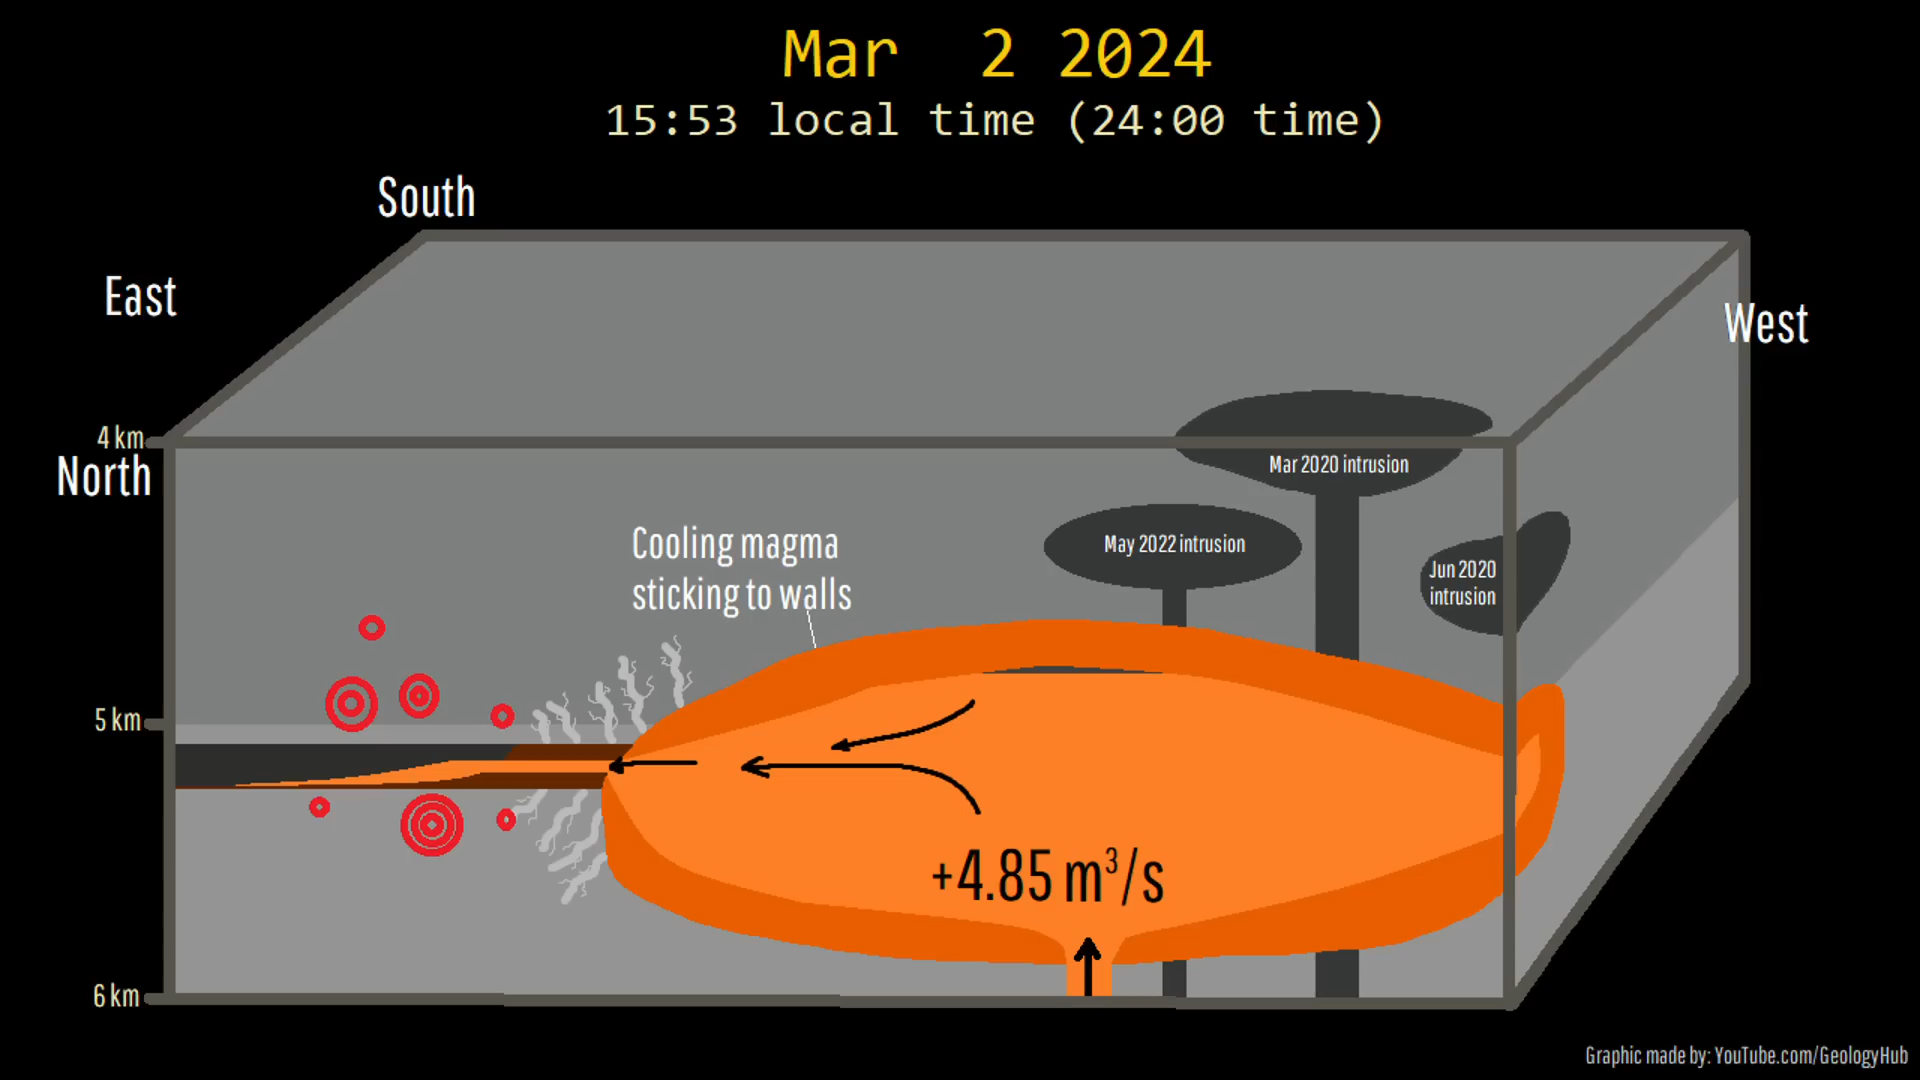 Mar 2 2024
15:53 local time (24:00 time)
South
East
West
4 km
North
Mar 2020 intrusion
Cooling magma
sticking to walls
May 2022 intrusion
Jun 2020
intrusion
5 km
+4.85 m³/s
6 km
Graphic made by: YouTube.com/GeologyHub